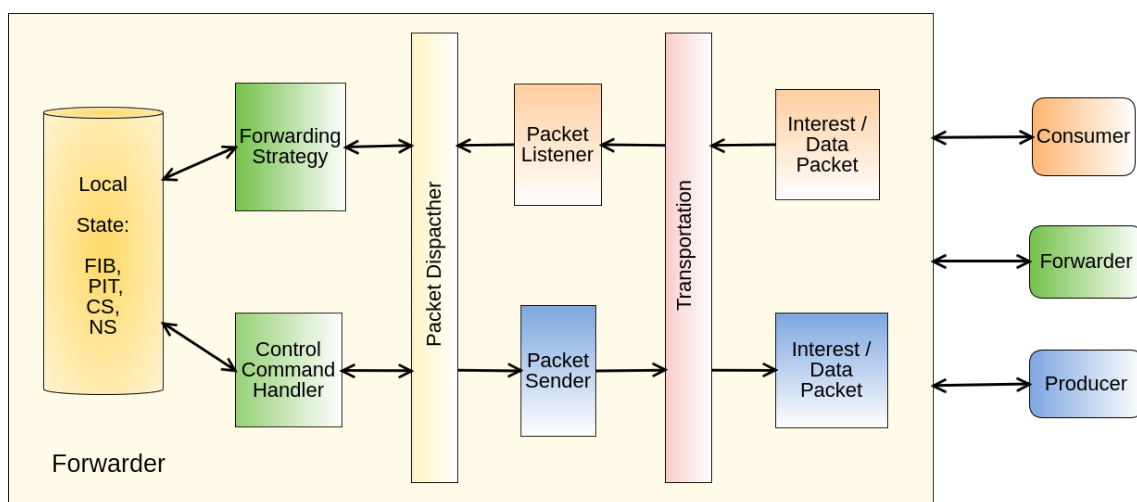 Local
State:
FIB,
PIT,
CS,
NS
Forwarding
Strategy
Control
Command
Handler
Packet Dispacther
Packet
Listener
Packet
Sender
Transportation
Interest /
Data
Packet
Interest /
Data
Packet
Consumer
Forwarder
Producer
Forwarder